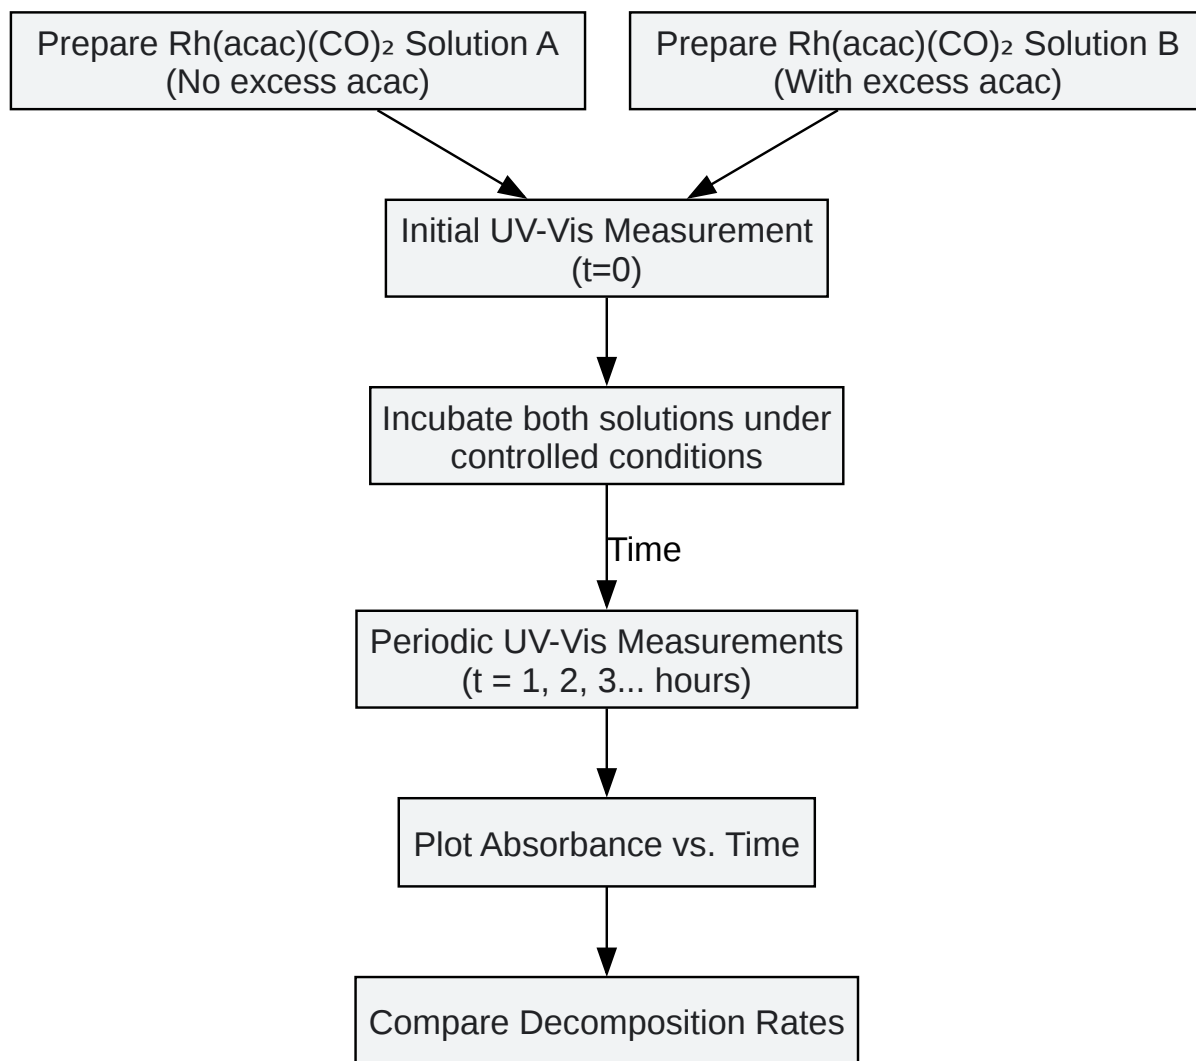 Prepare Rh(acac)(CO)₂ Solution A
(No excess acac)
Prepare Rh(acac)(CO)₂ Solution B
(With excess acac)
Initial UV-Vis Measurement
(t=0)
Incubate both solutions under
controlled conditions
Time
Periodic UV-Vis Measurements
(t = 1, 2, 3... hours)
Plot Absorbance vs. Time
Compare Decomposition Rates